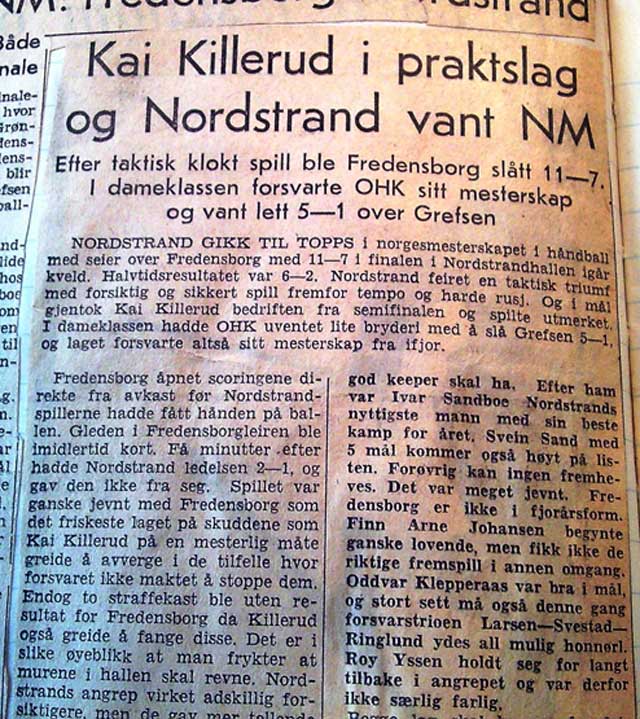 NM: Fredensborg
Nordstrand
Kai Killerud i praktslag
og Nordstrand vant NM
Efter taktisk klokt spill ble Fredensborg slått 11—7.
I dameklassen forsvarte OHK sitt mesterskap
og vant lett 5—1 over Grefsen
NORDSTRAND GIKK TIL TOPPS i norgesmesterskapet i håndball
med seier over Fredensborg med 11—7 i finalen i Nordstrandhallen igår
kveld. Halvtidsresultatet var 6—2. Nordstrand feiret en taktisk triumf
med forsiktig og sikkert spill fremfor tempo og harde rusj. Og i mål
gjentok Kai Killerud bedriften fra semifinalen og spilte utmerket.
I dameklassen hadde OHK uventet lite bryderi med å slå Grefsen 5—1,
og laget forsvarte altså sitt mesterskap fra ifjor.
Fredensborg åpnet scoringene di-
rekte fra avkast før Nordstrand-
spillerne hadde fått hånden på bal-
len. Gleden i Fredensborgleiren ble
imidlertid kort. Få minutter efter
hadde Nordstrand ledelsen 2—1, og
gav den ikke fra seg. Spillet var
ganske jevnt med Fredensborg som
det friskeste laget på skuddene som
Kai Killerud på en mesterlig måte
greide å avverge i de tilfelle hvor
forsvaret ikke maktet å stoppe dem.
Endog to straffekast ble uten re-
sultat for Fredensborg da Killerud
også greide å fange disse. Det er i
slike øyeblikk at man frykter at
murene i hallen skal revne. Nord-
strands angrep virket adskillig for-
siktigere, men de gav mer
god keeper skal ha. Efter ham
var Ivar Sandboe Nordstrands
nyttigste mann med sin beste
kamp for året. Svein Sand med
5 mål kommer også høyt på lis-
ten. Forøvrig kan ingen fremhe-
ves. Det var meget jevnt. Fre-
densborg er ikke i fjorårsform.
Finn Arne Johansen begynte
ganske lovende, men fikk ikke de
riktige fremspill i annen omgang.
Oddvar Klepperaas var bra i mål,
og stort sett må også denne gang
forsvarstrioen Larsen—Svestad—
Ringlund ydes all mulig honnør.
Roy Yssen holdt seg for langt
tilbake i angrepet og var derfor
ikke særlig farlig.